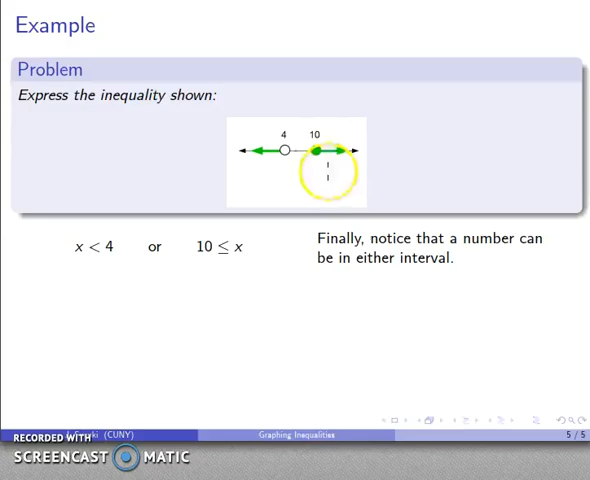 Example
Problem
Express the inequality shown:
4 10
x < 4 or 10 ≤ x
Finally, notice that a number can
be in either interval.
(CUNY) Graphing Inequalities 5 / 5
RECORDED WITH
SCREENCAST MATIC